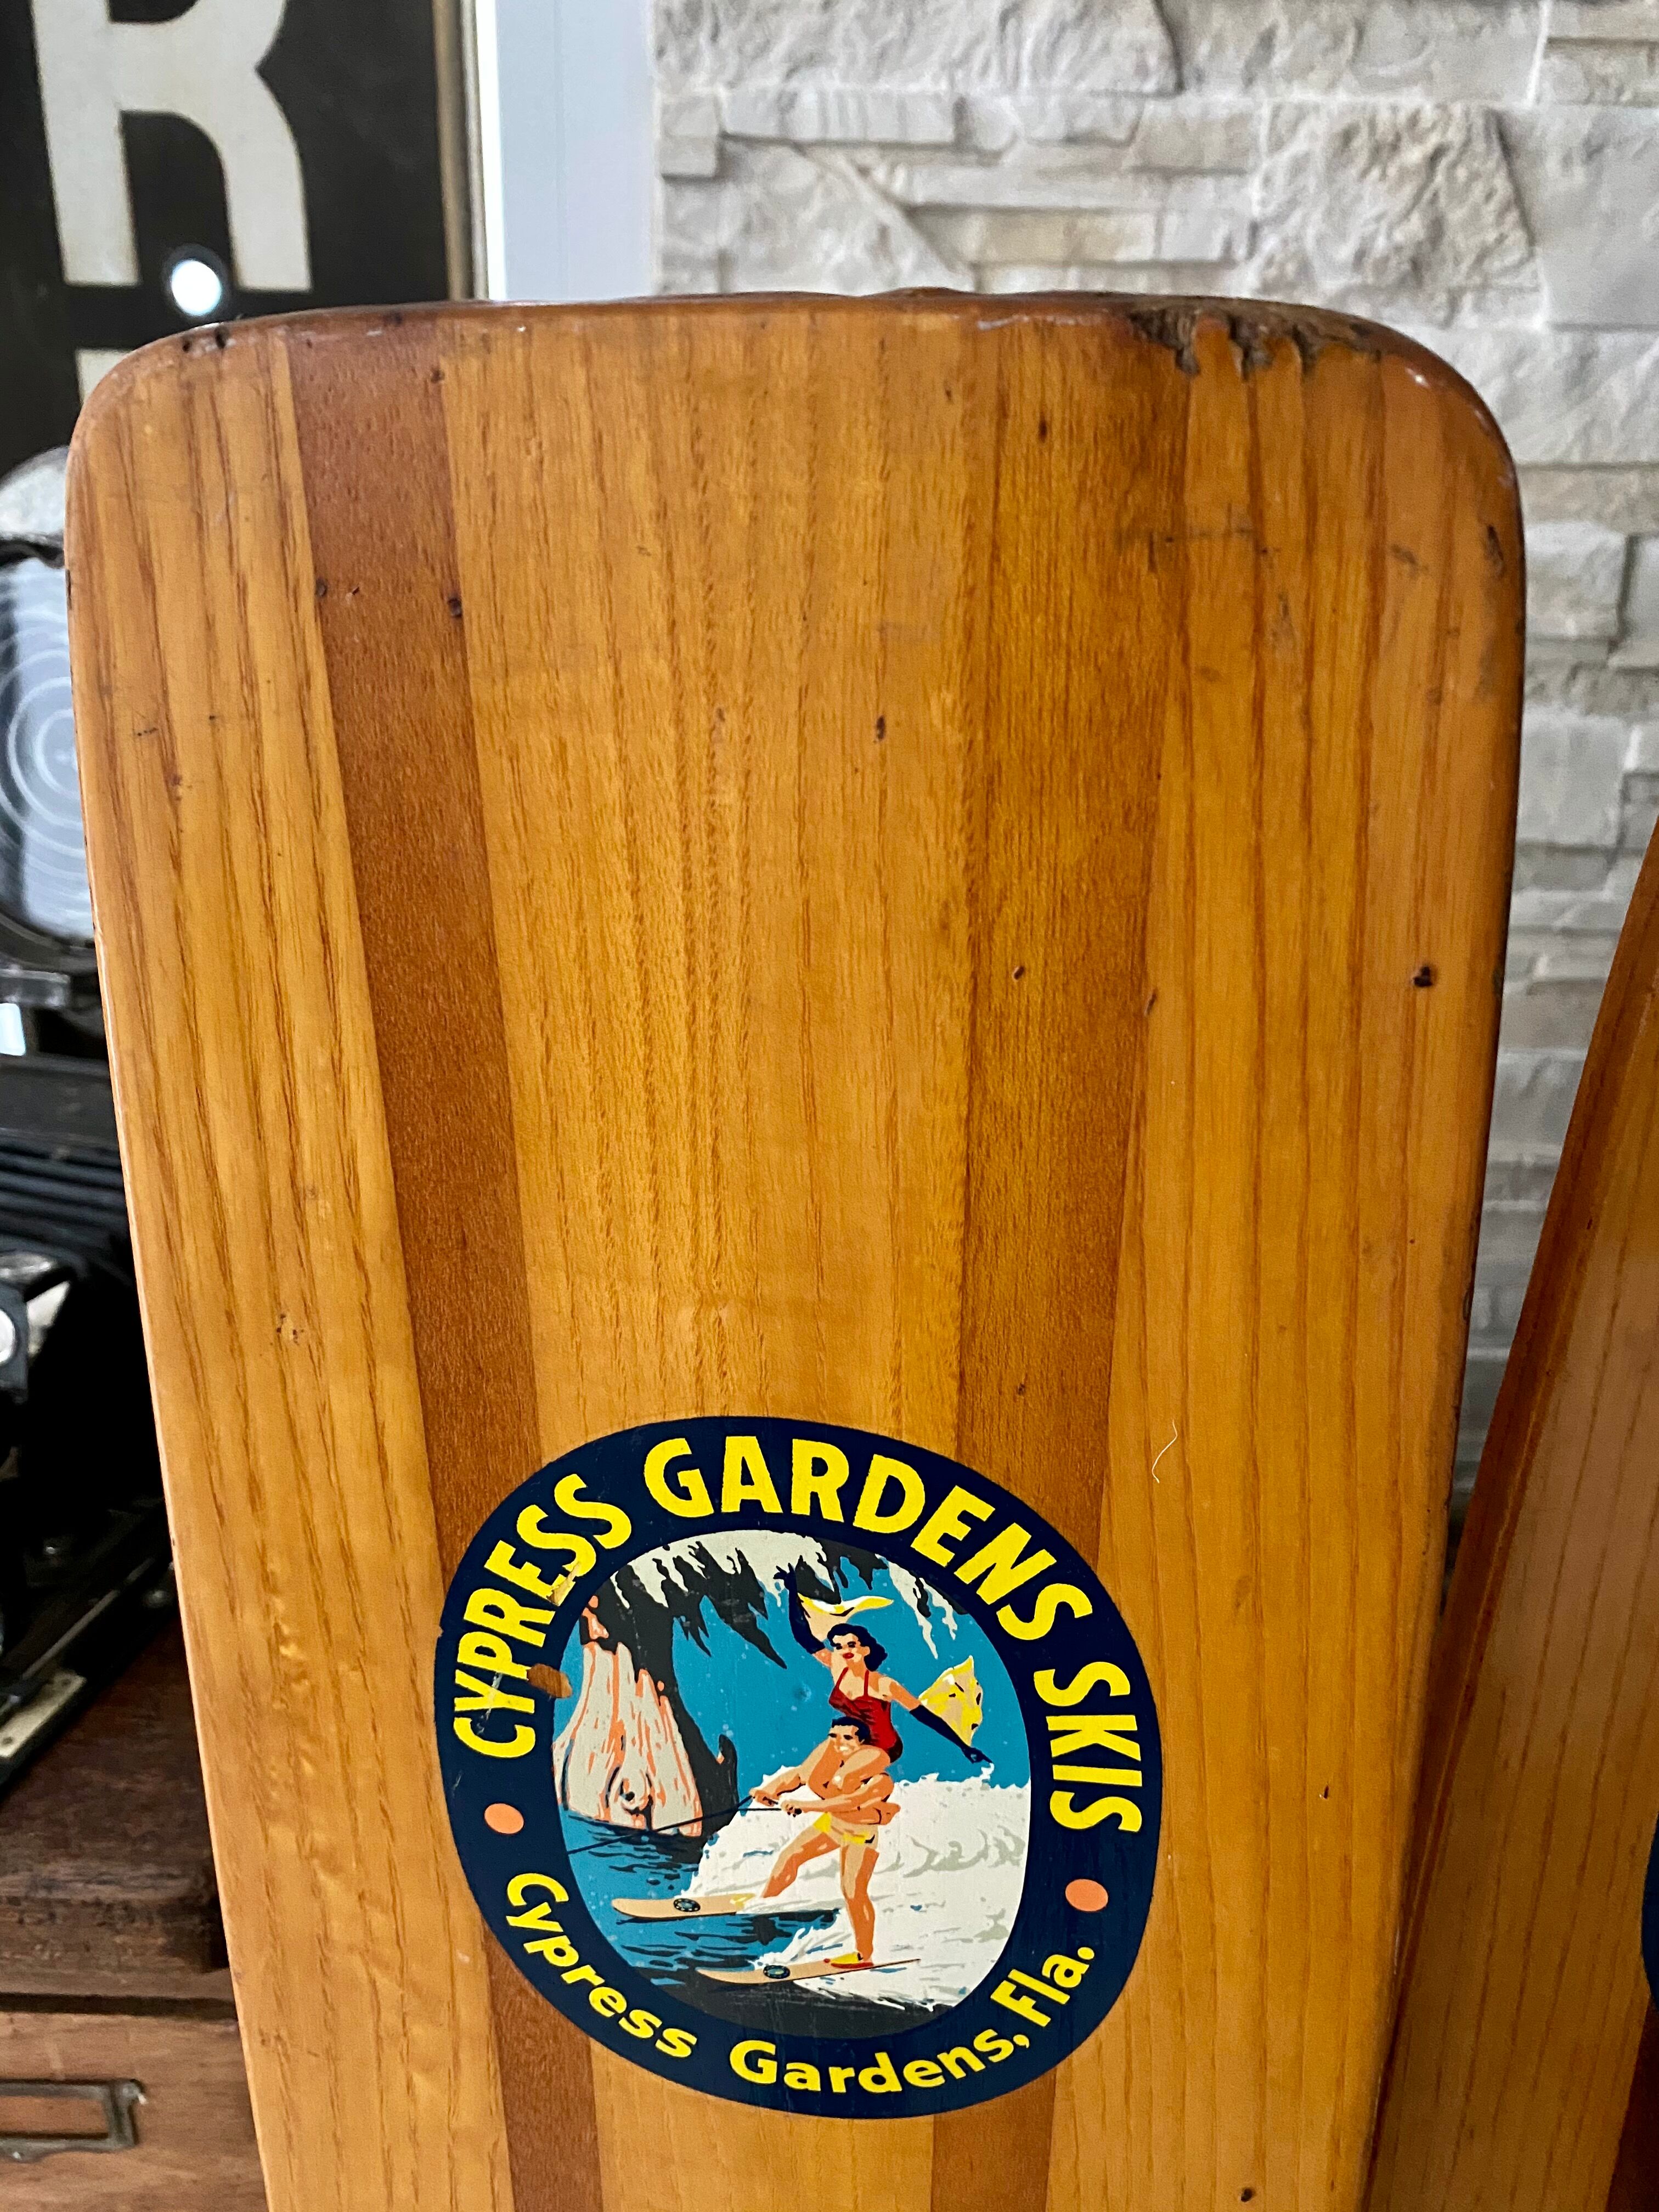 R
CYPRESS GARDENS SKIS
Cypress Gardens, Fla.